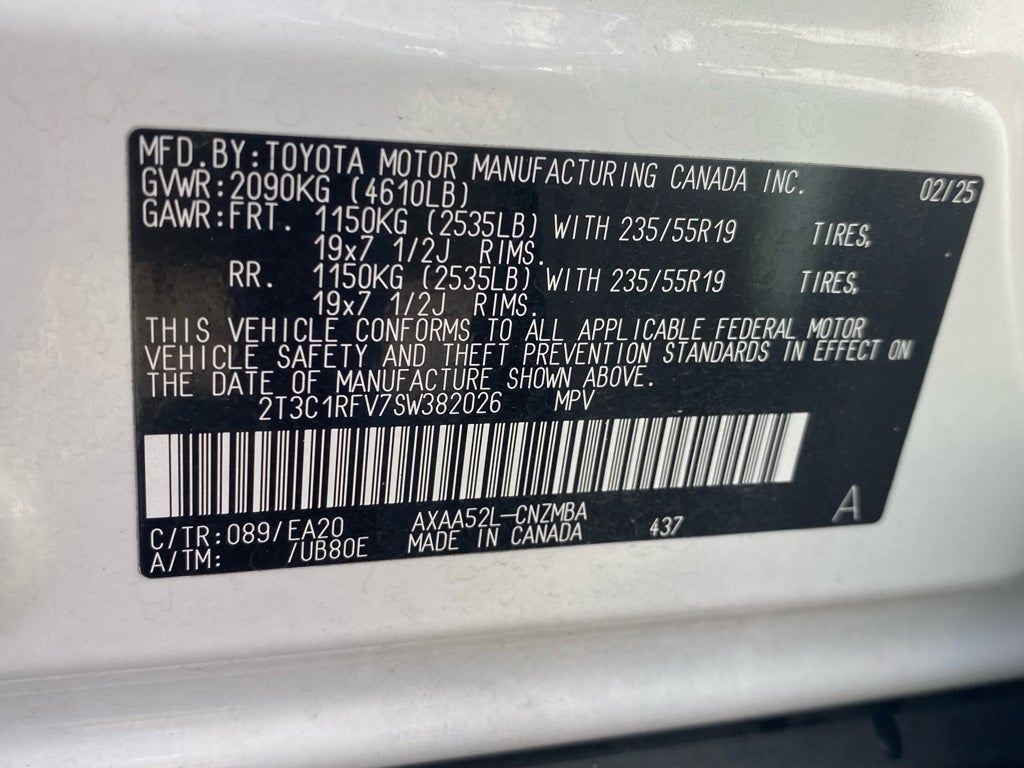 MFD.BY:TOYOTA MOTOR MANUFACTURING CANADA INC. 02/25
GVWR:2090KG (4610LB)
GAWR:FRT. 1150KG (2535LB) WITH 235/55R19 TIRES,
19x7 1/2J RIMS.
RR. 1150KG (2535LB) WITH 235/55R19 TIRES,
19x7 1/2J RIMS.
THIS VEHICLE CONFORMS TO ALL APPLICABLE FEDERAL MOTOR
VEHICLE SAFETY AND THEFT PREVENTION STANDARDS IN EFFECT ON
THE DATE OF MANUFACTURE SHOWN ABOVE.
2T3C1RFV7SW382026 MPV
C/TR:089/EA20 AXAA52L-CNZMBA 437 A
A/TM: /UB80E MADE IN CANADA